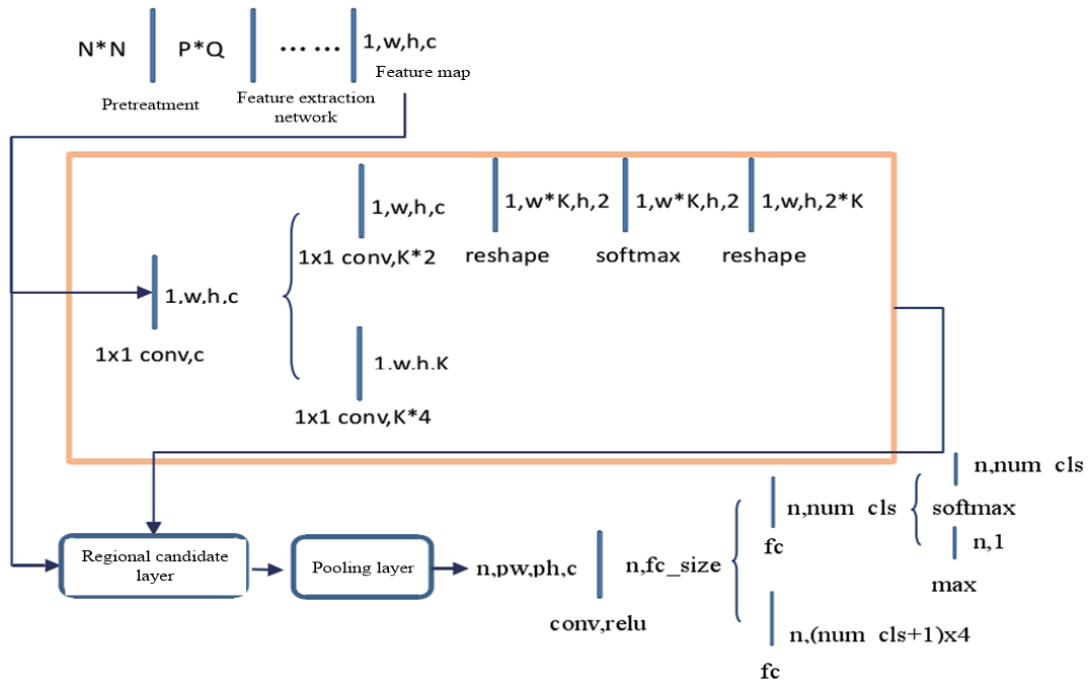 N*N
P*Q
... ...
1,w,h,c
Feature map
Pretreatment
Feature extraction
network
1,w,h,c
1x1 conv,K*2
1,w*K,h,2
reshape
1,w*K,h,2
softmax
1,w,h,2*K
reshape
1,w,h,c
1x1 conv,c
1.w.h.K
1x1 conv,K*4
Regional candidate
layer
Pooling layer
n,pw,ph,c
conv,relu
n,fc_size
n,num cls
fc
n,num cls
softmax
n,1
max
n,(num cls+1)x4
fc